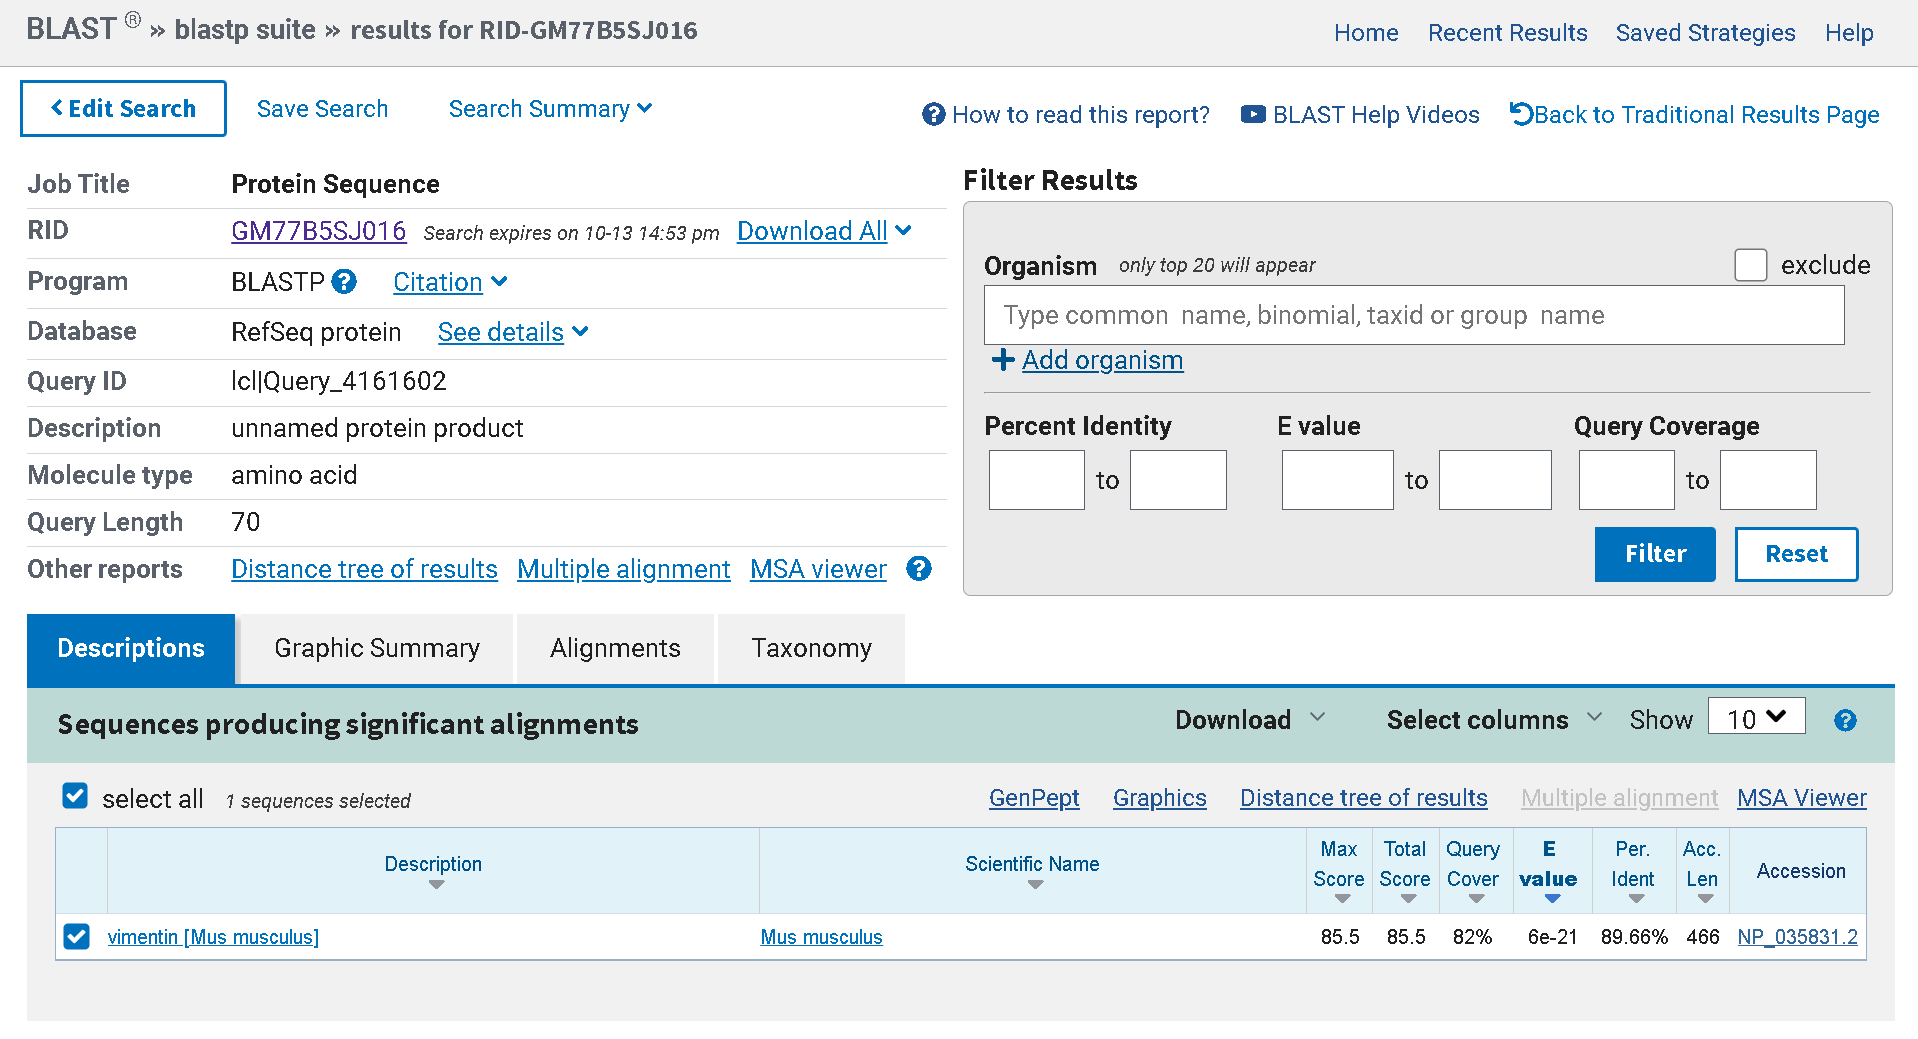 BLAST ® » blastp suite » results for RID-GM77B5SJ016
Home Recent Results Saved Strategies Help
Edit Search Save Search Search Summary
How to read this report? BLAST Help Videos Back to Traditional Results Page
Job Title Protein Sequence
RID GM77B5SJ016 Search expires on 10-13 14:53 pm Download All
Program BLASTP Citation
Database RefSeq protein See details
Query ID lcl|Query_4161602
Description unnamed protein product
Molecule type amino acid
Query Length 70
Other reports Distance tree of results Multiple alignment MSA viewer
Filter Results
Organism only top 20 will appear exclude
Type common name, binomial, taxid or group name
Add organism
Percent Identity E value Query Coverage
to to to
Filter Reset
Descriptions Graphic Summary Alignments Taxonomy
Sequences producing significant alignments Download Select columns Show 10
select all 1 sequences selected GenPept Graphics Distance tree of results Multiple alignment MSA Viewer
Description Scientific Name Max Score Total Score Query Cover E value Per. Ident Acc. Len Accession
vimentin [Mus musculus] Mus musculus 85.5 85.5 82% 6e-21 89.66% 466 NP_035831.2